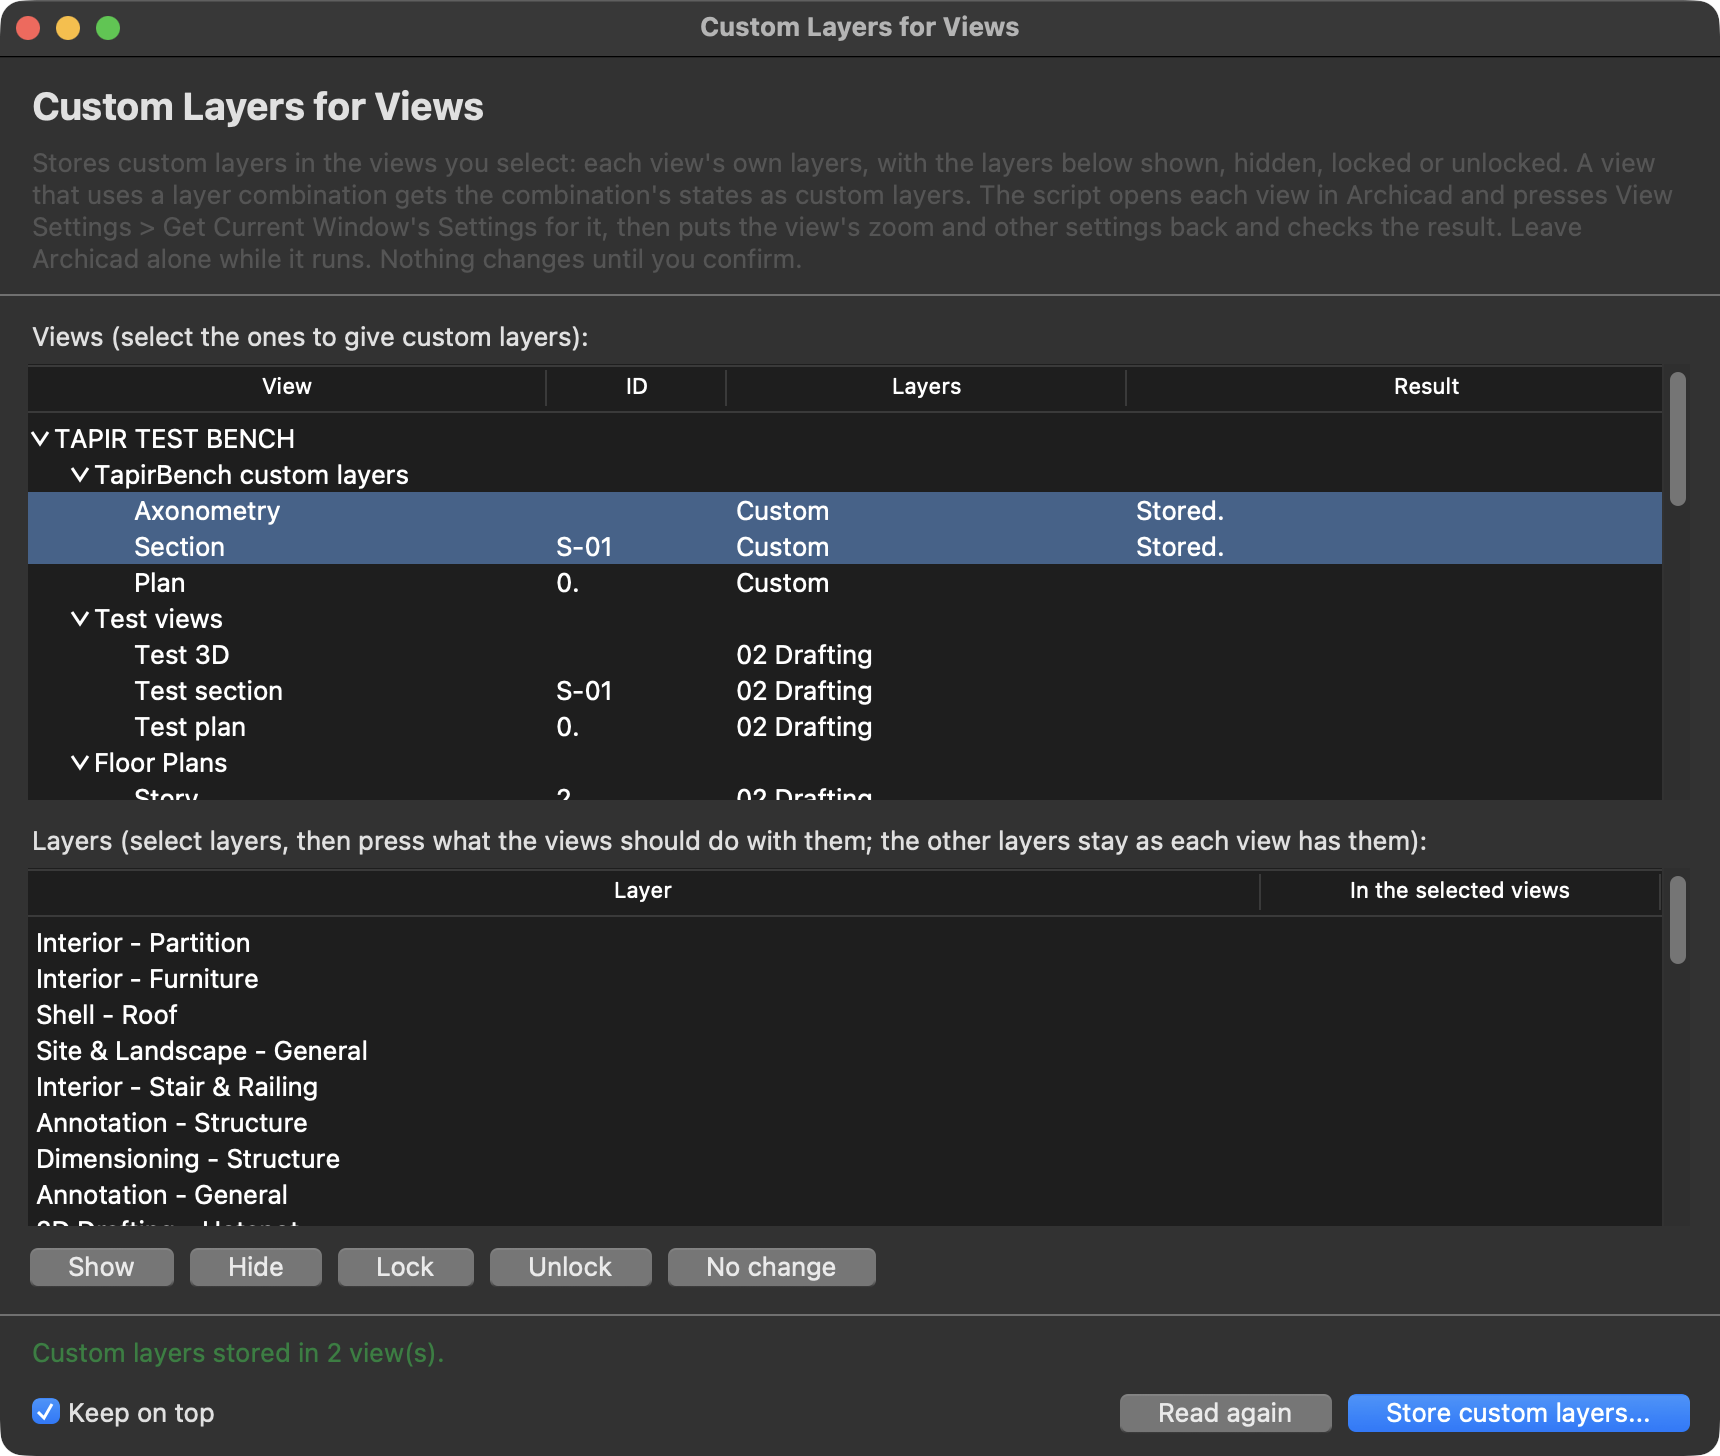 Custom Layers for Views
Custom Layers for Views
Stores custom layers in the views you select: each view's own layers, with the layers below shown, hidden, locked or unlocked. A view
that uses a layer combination gets the combination's states as custom layers. The script opens each view in Archicad and presses View
Settings > Get Current Window's Settings for it, then puts the view's zoom and other settings back and checks the result. Leave
Archicad alone while it runs. Nothing changes until you confirm.
Views (select the ones to give custom layers):
View ID Layers Result
TAPIR TEST BENCH
TapirBench custom layers
Axonometry Custom Stored.
Section S-01 Custom Stored.
Plan 0. Custom
Test views
Test 3D 02 Drafting
Test section S-01 02 Drafting
Test plan 0. 02 Drafting
Floor Plans
Story 2 02 Drafting
Layers (select layers, then press what the views should do with them; the other layers stay as each view has them):
Layer In the selected views
Interior - Partition
Interior - Furniture
Shell - Roof
Site & Landscape - General
Interior - Stair & Railing
Annotation - Structure
Dimensioning - Structure
Annotation - General
2D Drafting - Hotspot
Show Hide Lock Unlock No change
Custom layers stored in 2 view(s).
Keep on top Read again Store custom layers...